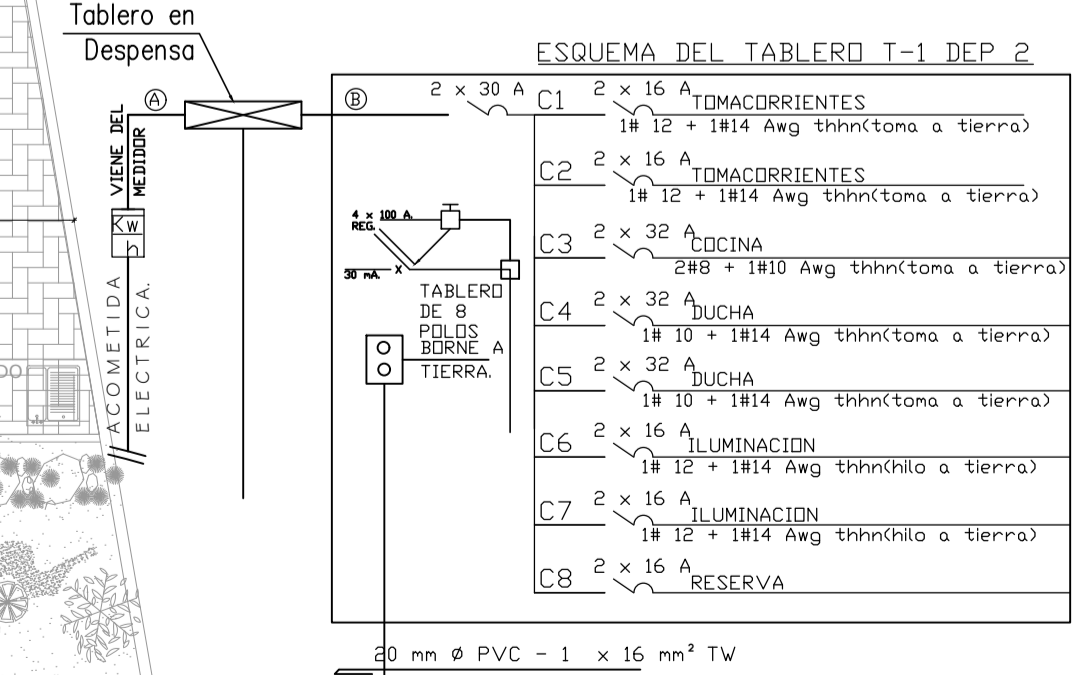 Tablero en
Despensa
ESQUEMA DEL TABLERO T-1 DEP 2
A
B
2 x 30 A
VIENE DEL
MEDIDOR
Kw
h
ACOMETIDA
ELECTRICA.
C1 2 x 16 A TOMACORRIENTES
1# 12 + 1#14 Awg thhn(toma a tierra)
C2 2 x 16 A TOMACORRIENTES
1# 12 + 1#14 Awg thhn(toma a tierra)
C3 2 x 32 A COCINA
2#8 + 1#10 Awg thhn(toma a tierra)
C4 2 x 32 A DUCHA
1# 10 + 1#14 Awg thhn(toma a tierra)
C5 2 x 32 A DUCHA
1# 10 + 1#14 Awg thhn(toma a tierra)
C6 2 x 16 A ILUMINACION
1# 12 + 1#14 Awg thhn(hilo a tierra)
C7 2 x 16 A ILUMINACION
1# 12 + 1#14 Awg thhn(hilo a tierra)
C8 2 x 16 A RESERVA
4 x 100 A.
REG.
30 mA.
x
TABLERO
DE 8
POLOS
BORNE A
TIERRA.
20 mm Ø PVC - 1 x 16 mm² TW